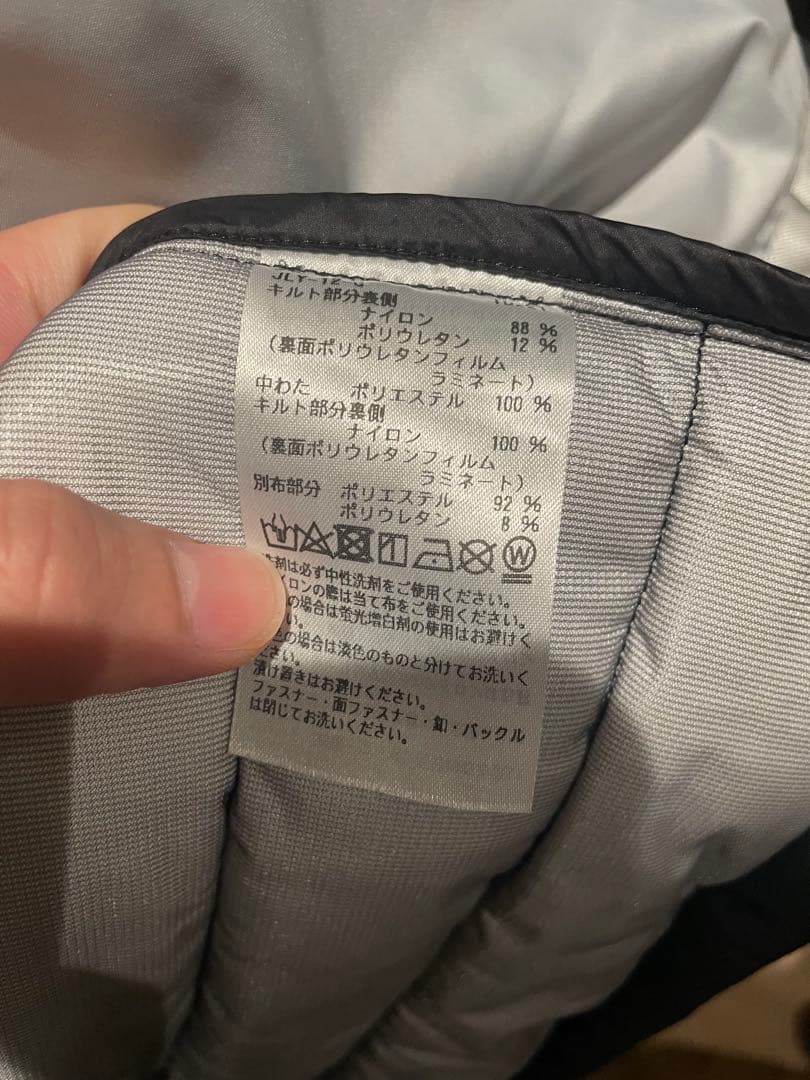 キルト部分裏側
ナイロン 88 %
ポリウレタン 12 %
（裏面ポリウレタンフィルム
ラミネート）
中わた ポリエステル 100 %
キルト部分裏側
ナイロン 100 %
（裏面ポリウレタンフィルム
ラミネート）
別布部分 ポリエステル 92 %
ポリウレタン 8 %
W
剤は必ず中性洗剤をご使用ください。
イロンの際は当て布をご使用ください。
の場合は蛍光増白剤の使用はお避けく
い。
色の場合は淡色のものと分けてお洗いく
ださい。
漬け置きはお避けください。
ファスナー・面ファスナー・釦・バックル
は閉じてお洗いください。